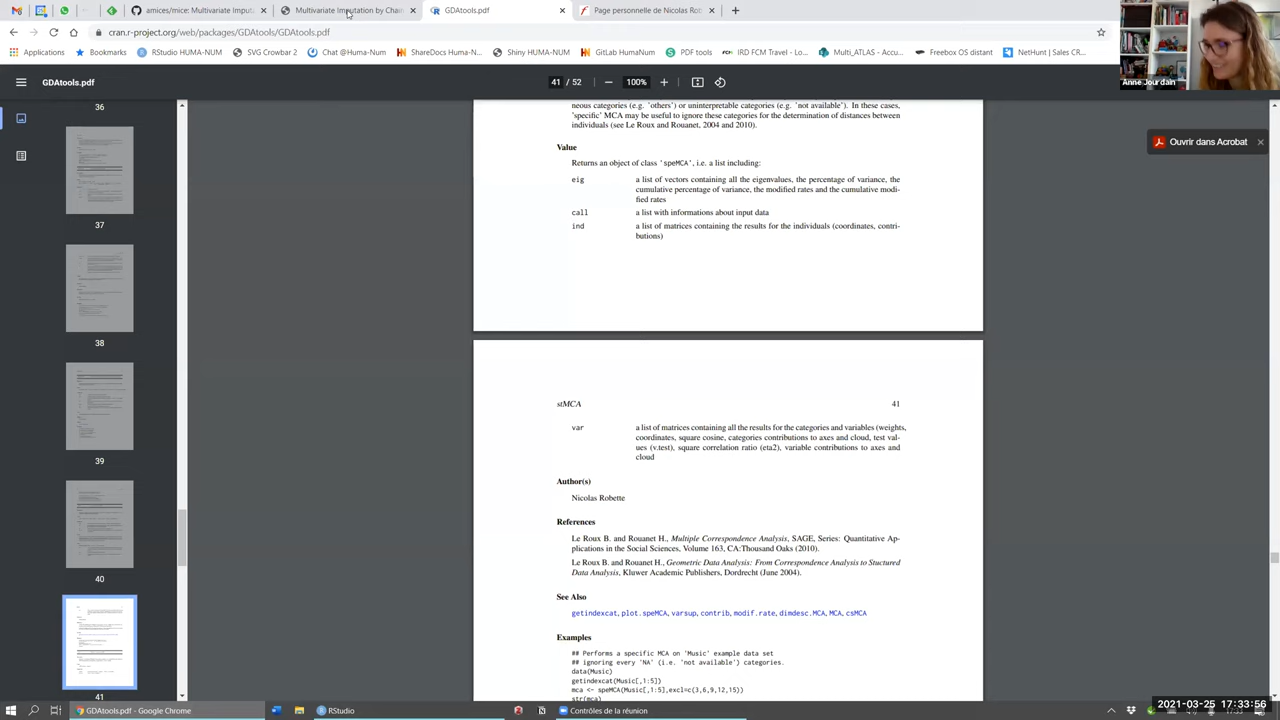 amices/mice: Multivariate Imput
Multivariate Imputation by Chai
GDAtools.pdf
Page personnelle de Nicolas Rob
cran.r-project.org/web/packages/GDAtools/GDAtools.pdf
Applications
Bookmarks
RStudio HUMA-NUM
SVG Crowbar 2
Chat @Huma-Num
ShareDocs Huma-N...
Shiny HUMA-NUM
GitLab HumaNum
PDF tools
IRD FCM Travel - Lo...
Multi_ATLAS - Accu...
Freebox OS distant
NetHunt | Sales CR...
Anne Jourdain
GDAtools.pdf
41 / 52
100%
Ouvrir dans Acrobat
36
37
38
39
40
41
neous categories (e.g. 'others') or uninterpretable categories (e.g. 'not available'). In these cases,
'specific' MCA may be useful to ignore these categories for the determination of distances between
individuals (see Le Roux and Rouanet, 2004 and 2010).
Value
Returns an object of class 'speMCA', i.e. a list including:
eig a list of vectors containing all the eigenvalues, the percentage of variance, the
cumulative percentage of variance, the modified rates and the cumulative modi-
fied rates
call a list with informations about input data
ind a list of matrices containing the results for the individuals (coordinates, contri-
butions)
stMCA 41
var a list of matrices containing all the results for the categories and variables (weights,
coordinates, square cosine, categories contributions to axes and cloud, test val-
ues (v.test), square correlation ratio (eta2), variable contributions to axes and
cloud
Author(s)
Nicolas Robette
References
Le Roux B. and Rouanet H., Multiple Correspondence Analysis, SAGE, Series: Quantitative Ap-
plications in the Social Sciences, Volume 163, CA:Thousand Oaks (2010).
Le Roux B. and Rouanet H., Geometric Data Analysis: From Correspondence Analysis to Stuctured
Data Analysis, Kluwer Academic Publishers, Dordrecht (June 2004).
See Also
getindexcat, plot.speMCA, varsup, contrib, modif.rate, dimdesc.MCA, MCA, csMCA
Examples
## Performs a specific MCA on 'Music' example data set
## ignoring every 'NA' (i.e. 'not available') categories.
data(Music)
getindexcat(Music[,1:5])
mca <- speMCA(Music[,1:5],excl=c(3,6,9,12,15))
str(mca)
GDAtools.pdf - Google Chrome
RStudio
Contrôles de la réunion
2021-03-25 17:33:56